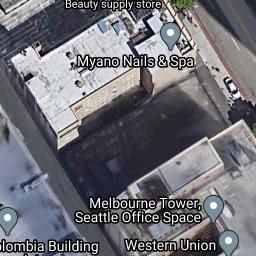 Beauty supply store
Myano Nails & Spa
Melbourne Tower,
Seattle Office Space
olombia Building
Western Union